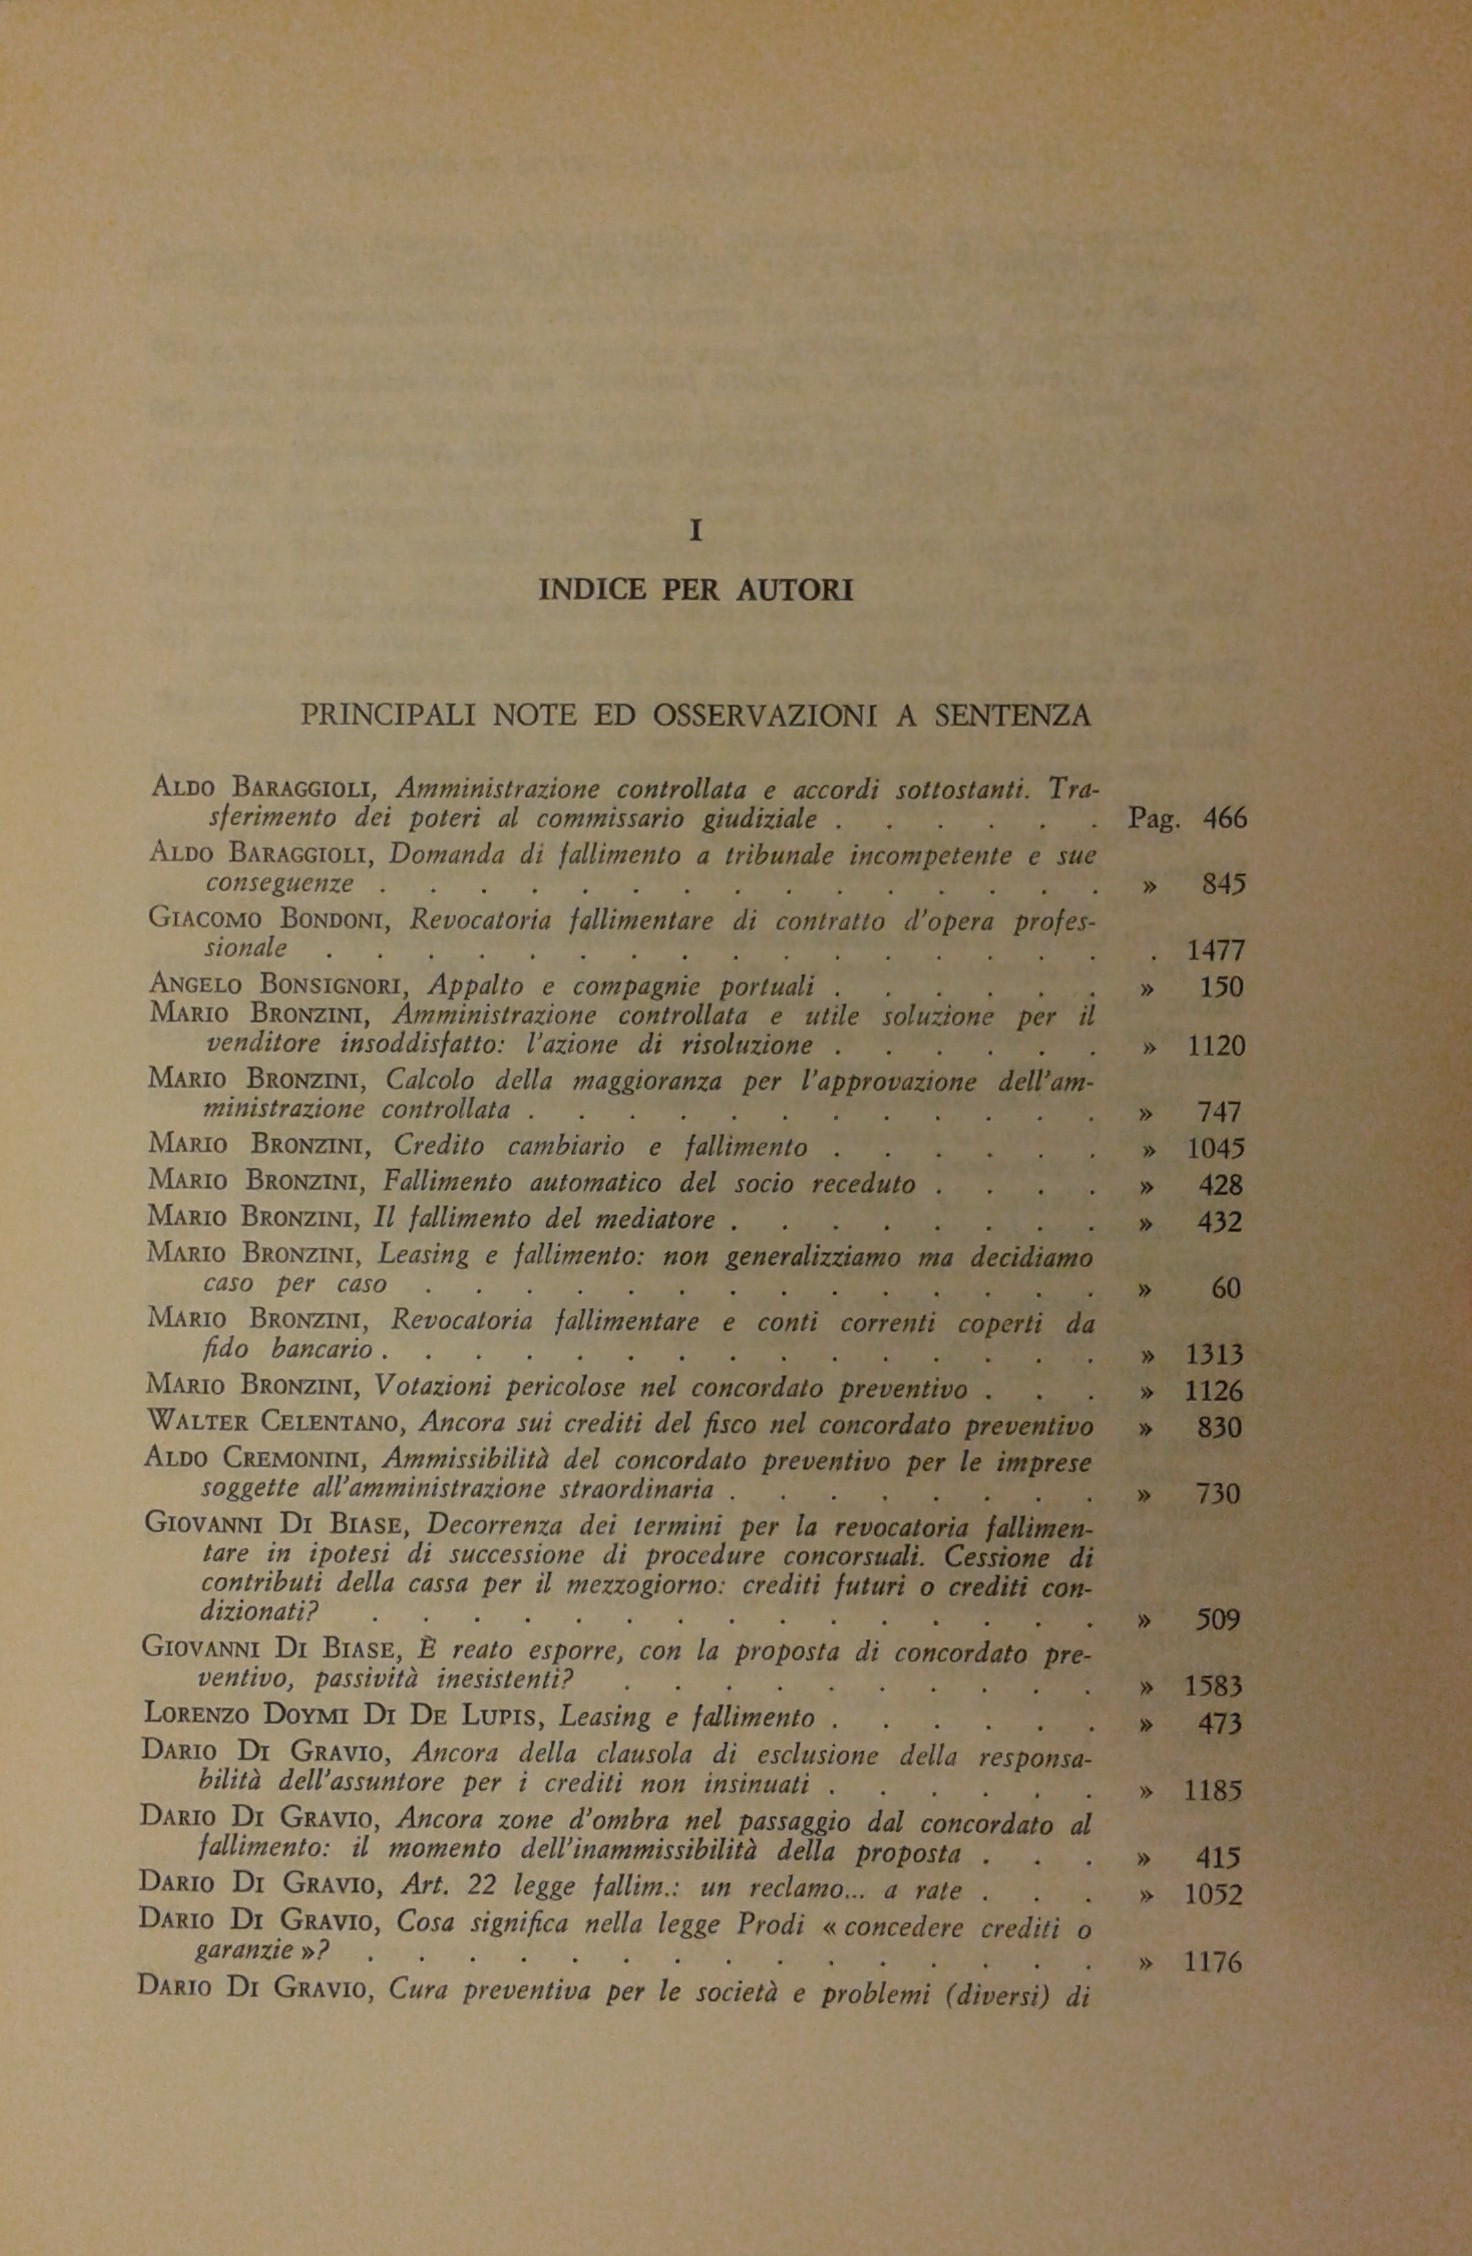 I
INDICE PER AUTORI
PRINCIPALI NOTE ED OSSERVAZIONI A SENTENZA
ALDO BARAGGIOLI, Amministrazione controllata e accordi sottostanti. Tra-
sferimento dei poteri al commissario giudiziale . . . . . . Pag. 466
ALDO BARAGGIOLI, Domanda di fallimento a tribunale incompetente e sue
conseguenze . . . . . . . . . . . . . . . » 845
GIACOMO BONDONI, Revocatoria fallimentare di contratto d'opera profes-
sionale . . . . . . . . . . . . . . . . . 1477
ANGELO BONSIGNORI, Appalto e compagnie portuali . . . . . . » 150
MARIO BRONZINI, Amministrazione controllata e utile soluzione per il
venditore insoddisfatto: l'azione di risoluzione . . . . . . » 1120
MARIO BRONZINI, Calcolo della maggioranza per l'approvazione dell'am-
ministrazione controllata . . . . . . . . . . . . » 747
MARIO BRONZINI, Credito cambiario e fallimento . . . . . . » 1045
MARIO BRONZINI, Fallimento automatico del socio receduto . . . . » 428
MARIO BRONZINI, Il fallimento del mediatore . . . . . . . . » 432
MARIO BRONZINI, Leasing e fallimento: non generalizziamo ma decidiamo
caso per caso . . . . . . . . . . . . . . » 60
MARIO BRONZINI, Revocatoria fallimentare e conti correnti coperti da
fido bancario . . . . . . . . . . . . . . . » 1313
MARIO BRONZINI, Votazioni pericolose nel concordato preventivo . . . » 1126
WALTER CELENTANO, Ancora sui crediti del fisco nel concordato preventivo » 830
ALDO CREMONINI, Ammissibilità del concordato preventivo per le imprese
soggette all'amministrazione straordinaria . . . . . . . . » 730
GIOVANNI DI BIASE, Decorrenza dei termini per la revocatoria fallimen-
tare in ipotesi di successione di procedure concorsuali. Cessione di
contributi della cassa per il mezzogiorno: crediti futuri o crediti con-
dizionati? . . . . . . . . . . . . . . . » 509
GIOVANNI DI BIASE, È reato esporre, con la proposta di concordato pre-
ventivo, passività inesistenti? . . . . . . . . . . » 1583
LORENZO DOYMI DI DE LUPIS, Leasing e fallimento . . . . . . » 473
DARIO DI GRAVIO, Ancora della clausola di esclusione della responsa-
bilità dell'assuntore per i crediti non insinuati . . . . . . » 1185
DARIO DI GRAVIO, Ancora zone d'ombra nel passaggio dal concordato al
fallimento: il momento dell'inammissibilità della proposta . . . » 415
DARIO DI GRAVIO, Art. 22 legge fallim.: un reclamo... a rate . . . » 1052
DARIO DI GRAVIO, Cosa significa nella legge Prodi « concedere crediti o
garanzie »? . . . . . . . . . . . . . . . » 1176
DARIO DI GRAVIO, Cura preventiva per le società e problemi (diversi) di